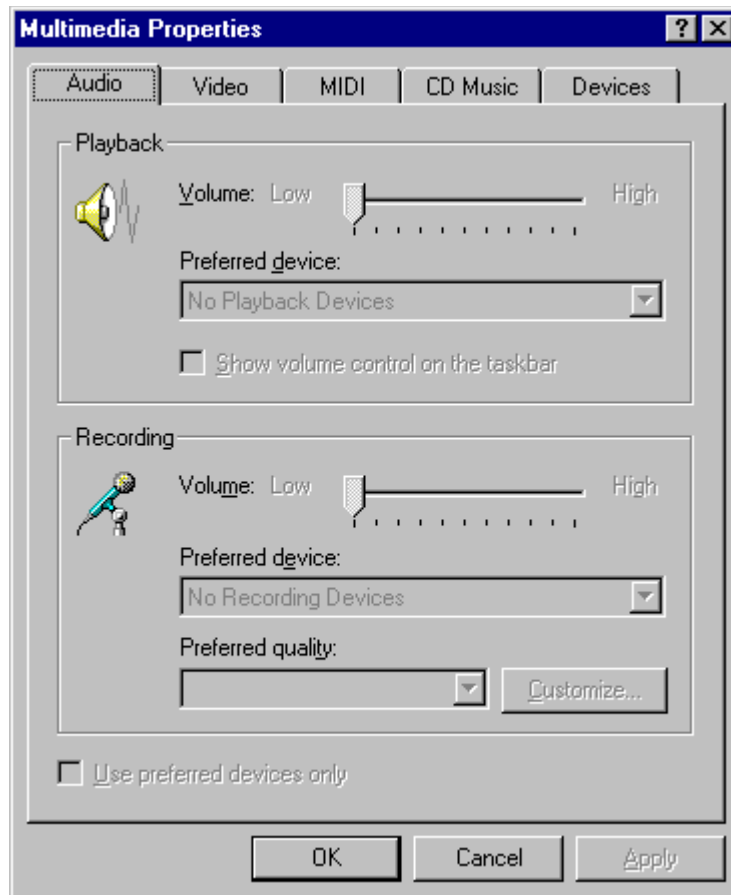 Multimedia Properties
Audio Video MIDI CD Music Devices
Playback
Volume: Low High
Preferred device:
No Playback Devices
Show volume control on the taskbar
Recording
Volume: Low High
Preferred device:
No Recording Devices
Preferred quality:
Customize...
Use preferred devices only
OK Cancel Apply